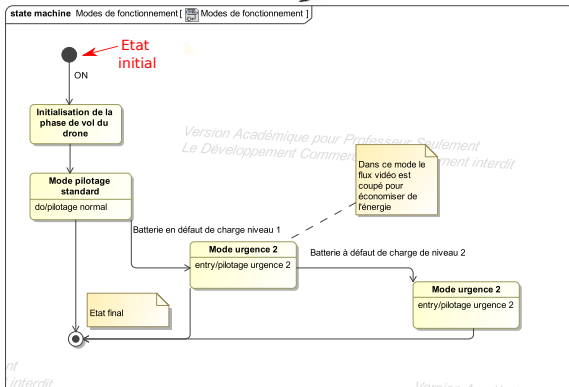 state machine Modes de fonctionnement [ Modes de fonctionnement ]
Etat
initial
ON
Initialisation de la
phase de vol du
drone
Version Académique pour Professeur Seulement
Le Développement Commer ment interdit
Dans ce mode le
flux vidéo est
coupé pour
économiser de
l'énergie
Mode pilotage
standard
do/pilotage normal
Batterie en défaut de charge niveau 1
Mode urgence 2
entry/pilotage urgence 2
Batterie à défaut de charge de niveau 2
Mode urgence 2
entry/pilotage urgence 2
Etat final
nt
interdit